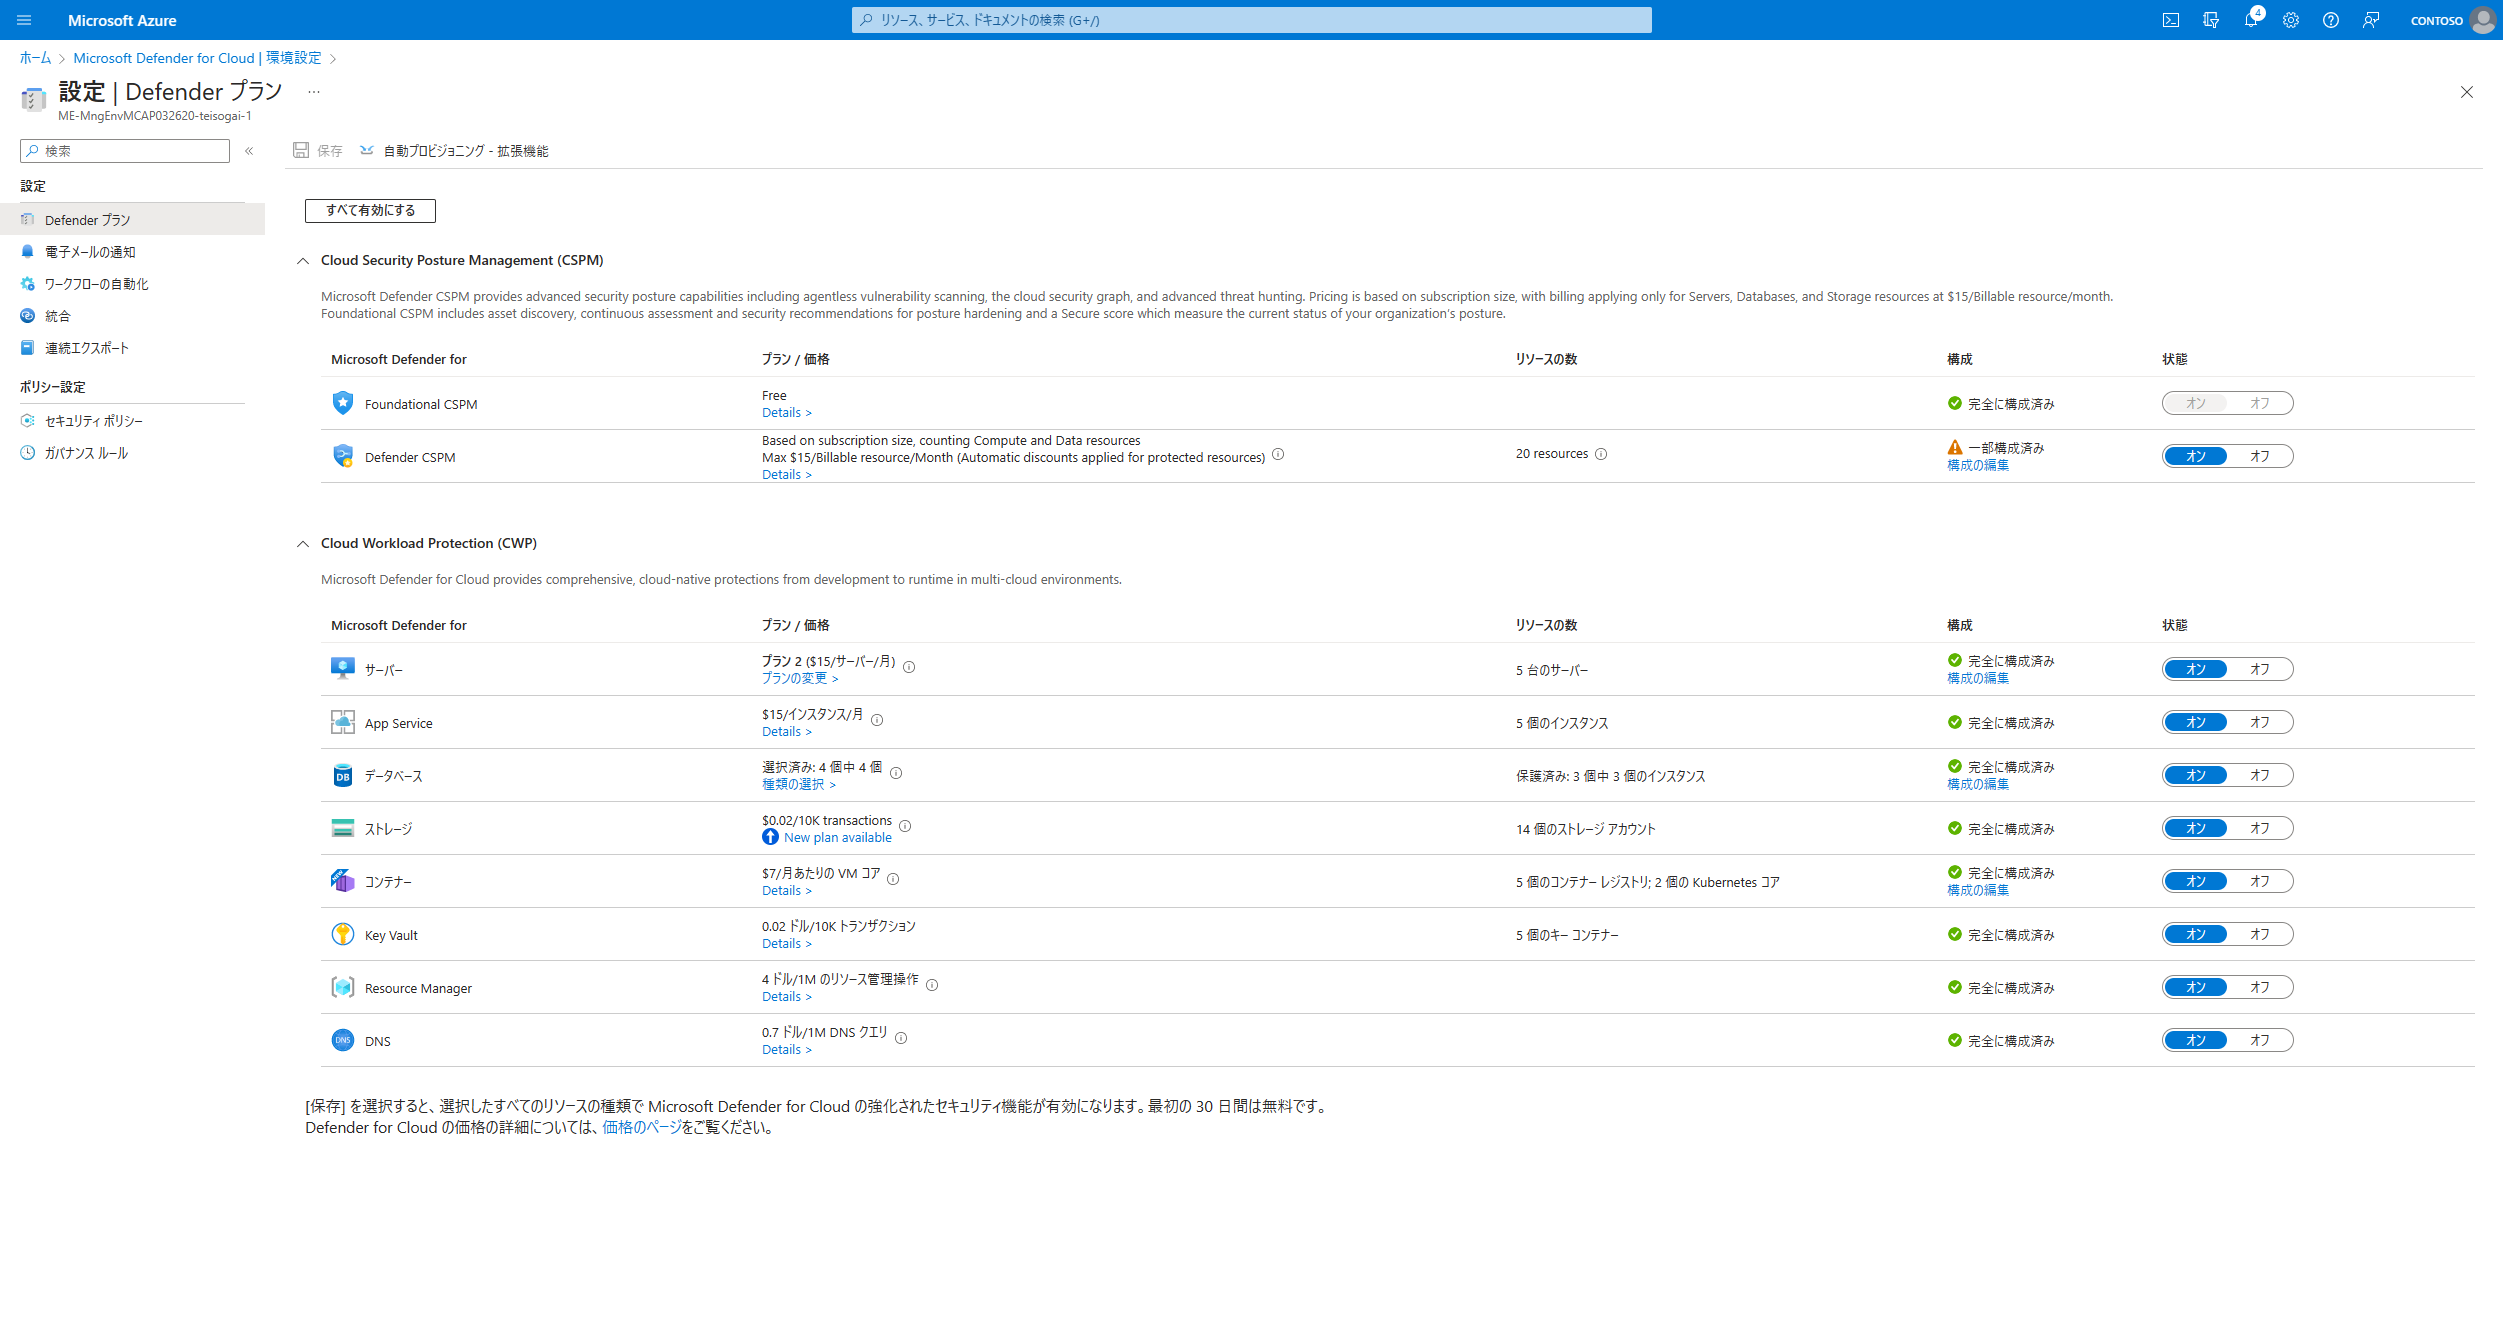 Microsoft Azure
リソース、サービス、ドキュメントの検索 (G+/)
4
CONTOSO
ホーム > Microsoft Defender for Cloud | 環境設定 >
設定 | Defender プラン ...
ME-MngEnvMCAP032620-teisogai-1
検索
«
保存
自動プロビジョニング - 拡張機能
設定
Defender プラン
電子メールの通知
ワークフローの自動化
統合
連続エクスポート
ポリシー設定
セキュリティ ポリシー
ガバナンス ルール
すべて有効にする
Cloud Security Posture Management (CSPM)
Microsoft Defender CSPM provides advanced security posture capabilities including agentless vulnerability scanning, the cloud security graph, and advanced threat hunting. Pricing is based on subscription size, with billing applying only for Servers, Databases, and Storage resources at $15/Billable resource/month.
Foundational CSPM includes asset discovery, continuous assessment and security recommendations for posture hardening and a Secure score which measure the current status of your organization's posture.
Microsoft Defender for プラン / 価格 リソースの数 構成 状態
Foundational CSPM
Free
Details >
完全に構成済み
オン オフ
Defender CSPM
Based on subscription size, counting Compute and Data resources
Max $15/Billable resource/Month (Automatic discounts applied for protected resources)
Details >
20 resources
一部構成済み
構成の編集
オン オフ
Cloud Workload Protection (CWP)
Microsoft Defender for Cloud provides comprehensive, cloud-native protections from development to runtime in multi-cloud environments.
Microsoft Defender for プラン / 価格 リソースの数 構成 状態
サーバー
プラン 2 ($15/サーバー/月)
プランの変更 >
5 台のサーバー
完全に構成済み
構成の編集
オン オフ
App Service
$15/インスタンス/月
Details >
5 個のインスタンス
完全に構成済み
オン オフ
DB
データベース
選択済み: 4 個中 4 個
種類の選択 >
保護済み: 3 個中 3 個のインスタンス
完全に構成済み
構成の編集
オン オフ
ストレージ
$0.02/10K transactions
New plan available
14 個のストレージ アカウント
完全に構成済み
オン オフ
NEW
コンテナー
$7/月あたりの VM コア
Details >
5 個のコンテナー レジストリ; 2 個の Kubernetes コア
完全に構成済み
構成の編集
オン オフ
Key Vault
0.02 ドル/10K トランザクション
Details >
5 個のキー コンテナー
完全に構成済み
オン オフ
Resource Manager
4 ドル/1M のリソース管理操作
Details >
完全に構成済み
オン オフ
DNS
DNS
0.7 ドル/1M DNS クエリ
Details >
完全に構成済み
オン オフ
[保存] を選択すると、選択したすべてのリソースの種類で Microsoft Defender for Cloud の強化されたセキュリティ機能が有効になります。最初の 30 日間は無料です。
Defender for Cloud の価格の詳細については、価格のページをご覧ください。